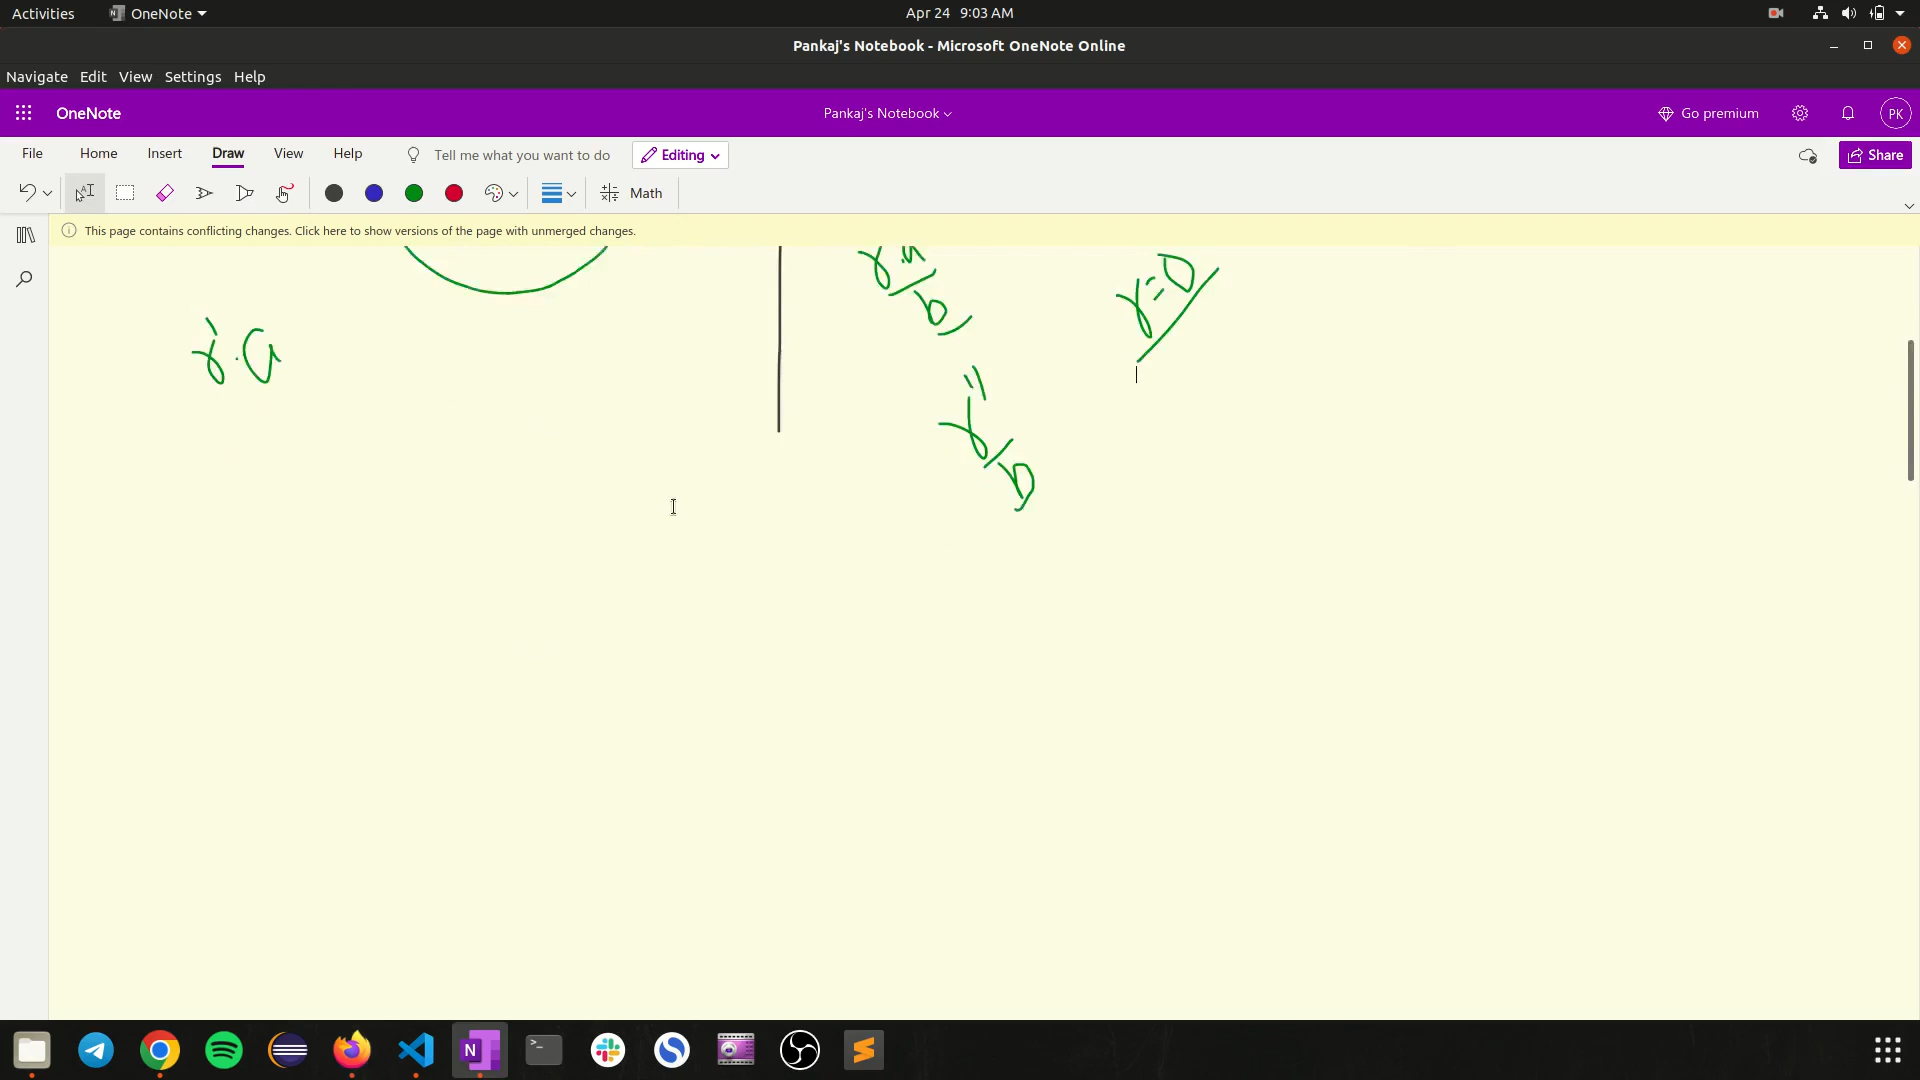 Activities OneNote Apr 24 9:03 AM
Pankaj's Notebook - Microsoft OneNote Online
Navigate Edit View Settings Help
OneNote Pankaj's Notebook Go premium PK
File Home Insert Draw View Help Tell me what you want to do Editing Share
Math
This page contains conflicting changes. Click here to show versions of the page with unmerged changes.